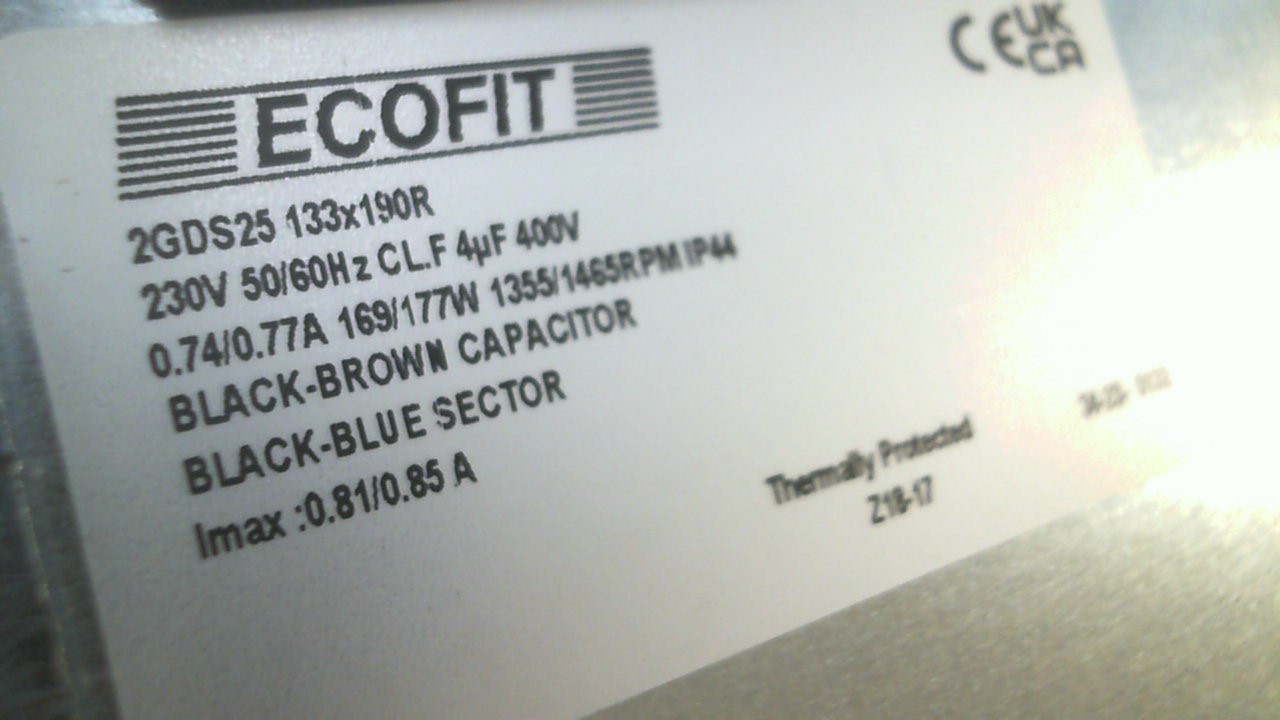 CE UK
CA
ECOFIT
2GDS25 133x190R
230V 50/60Hz CL.F 4µF 400V
0.74/0.77A 169/177W 1355/1465RPM IP44
BLACK-BROWN CAPACITOR
BLACK-BLUE SECTOR
Imax :0.81/0.85 A
Thermally Protected
Z18-17